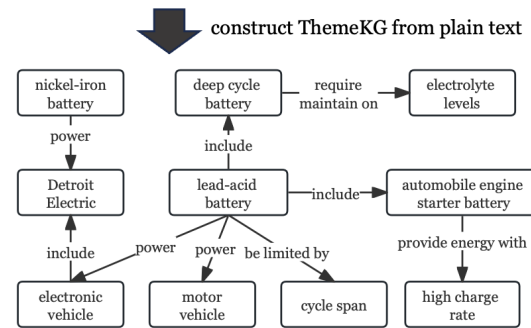 construct ThemeKG from plain text
nickel-iron
battery
deep cycle
battery
require
maintain on
electrolyte
levels
power
include
Detroit
Electric
lead-acid
battery
include
automobile engine
starter battery
include
power
power
be limited by
provide energy with
electronic
vehicle
motor
vehicle
cycle span
high charge
rate